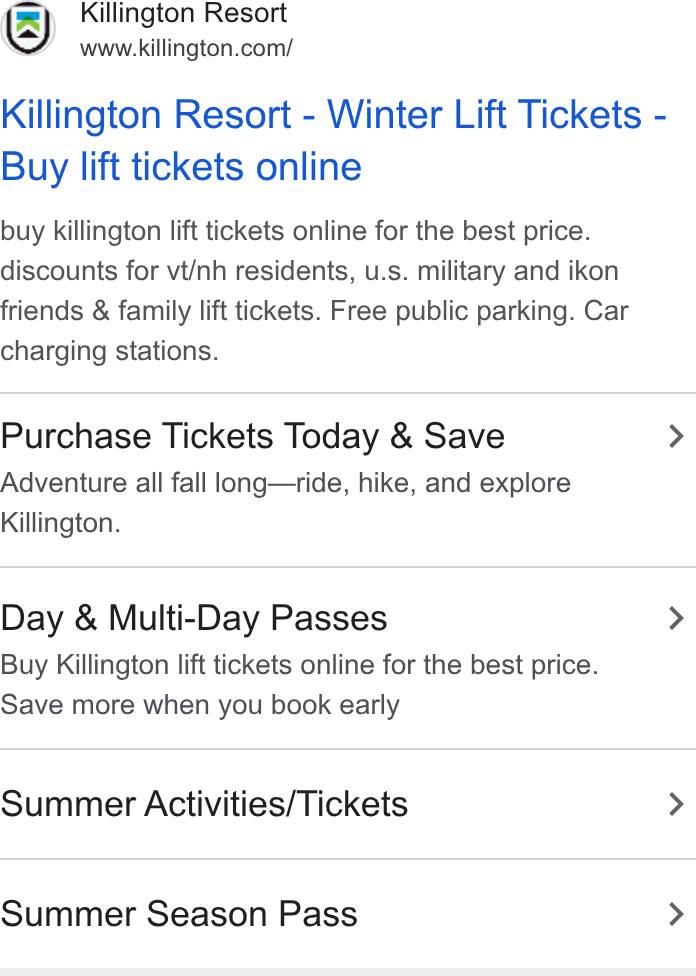 Killington Resort
www.killington.com/
Killington Resort - Winter Lift Tickets -
Buy lift tickets online
buy killington lift tickets online for the best price.
discounts for vt/nh residents, u.s. military and ikon
friends & family lift tickets. Free public parking. Car
charging stations.
Purchase Tickets Today & Save
Adventure all fall long—ride, hike, and explore
Killington.
Day & Multi-Day Passes
Buy Killington lift tickets online for the best price.
Save more when you book early
Summer Activities/Tickets
Summer Season Pass